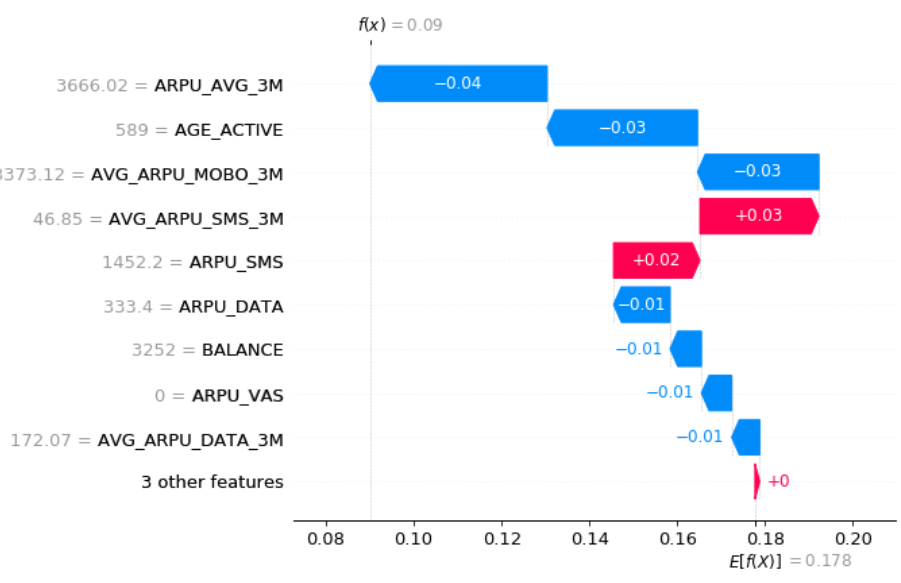 f(x) = 0.09
3666.02 = ARPU_AVG_3M
−0.04
589 = AGE_ACTIVE
−0.03
3373.12 = AVG_ARPU_MOBO_3M
−0.03
46.85 = AVG_ARPU_SMS_3M
+0.03
1452.2 = ARPU_SMS
+0.02
333.4 = ARPU_DATA
−0.01
3252 = BALANCE
−0.01
0 = ARPU_VAS
−0.01
172.07 = AVG_ARPU_DATA_3M
−0.01
3 other features
+0
0.08 0.10 0.12 0.14 0.16 0.18 0.20
E[f(X)] = 0.178